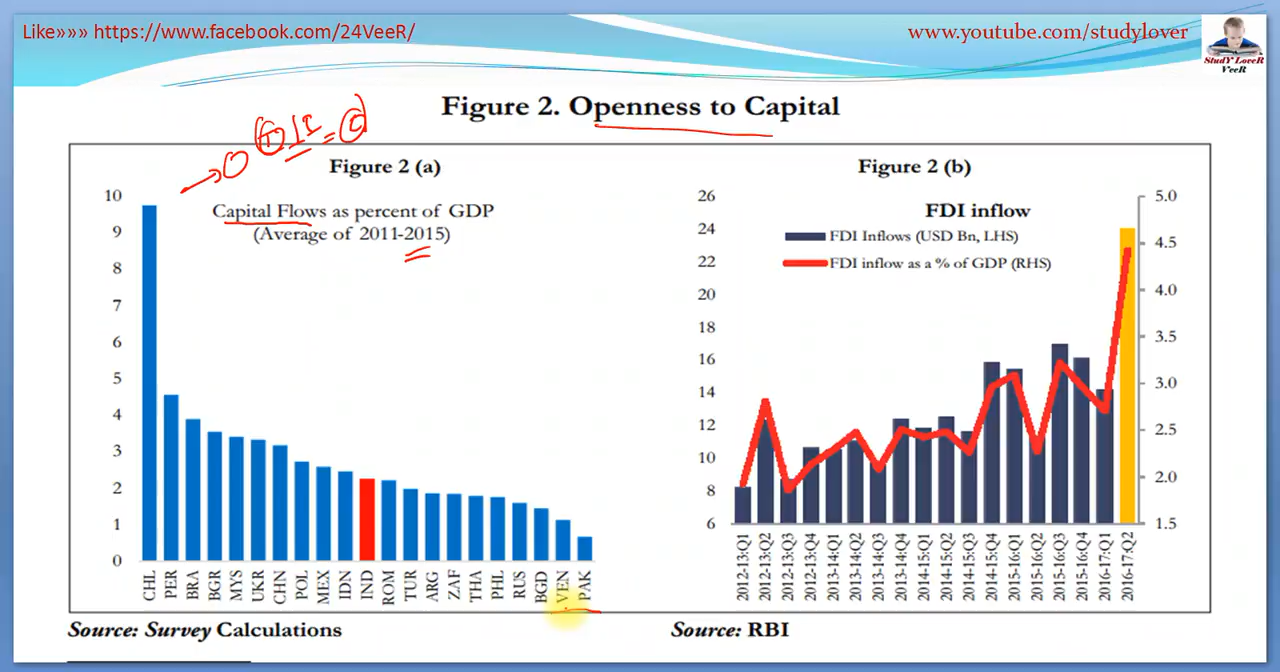 Like»»» https://www.facebook.com/24VeeR/
www.youtube.com/studylover
StudY LoveR
VeeR
Figure 2. Openness to Capital
Figure 2 (a)
Capital Flows as percent of GDP
(Average of 2011-2015)
10
9
8
7
6
5
4
3
2
1
0
CHL PER BRA BGR MYS UKR CHN POL MEX IDN IND ROM TUR ARG ZAF THA PHL RUS BGD VEN PAK
Source: Survey Calculations
Figure 2 (b)
FDI inflow
FDI Inflows (USD Bn, LHS)
FDI inflow as a % of GDP (RHS)
26
24
22
20
18
16
14
12
10
8
6
5.0
4.5
4.0
3.5
3.0
2.5
2.0
1.5
2012-13:Q1 2012-13:Q2 2012-13:Q3 2012-13:Q4 2013-14:Q1 2013-14:Q2 2013-14:Q3 2013-14:Q4 2014-15:Q1 2014-15:Q2 2014-15:Q3 2014-15:Q4 2015-16:Q1 2015-16:Q2 2015-16:Q3 2015-16:Q4 2016-17:Q1 2016-17:Q2
Source: RBI